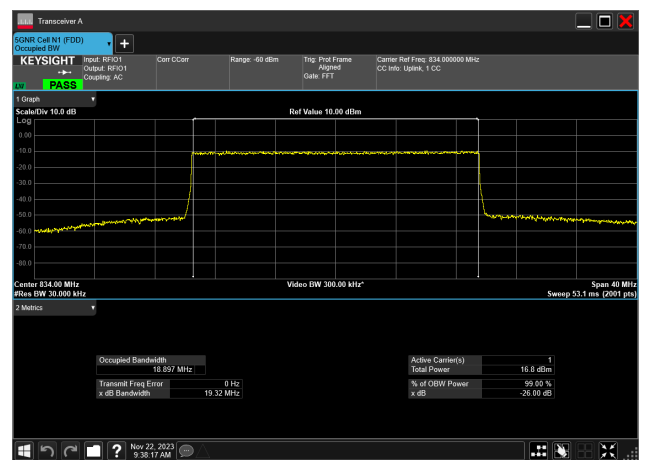 Transceiver A
5GNR Cell N1 (FDD)
Occupied BW
KEYSIGHT
LV PASS
Input: RFIO1
Output: RFIO1
Coupling: AC
Corr CCorr
Range: -60 dBm
Trig: Prot Frame
Aligned
Gate: FFT
Carrier Ref Freq: 834.000000 MHz
CC Info: Uplink, 1 CC
1 Graph
Scale/Div 10.0 dB
Ref Value 10.00 dBm
Log
0.00
-10.0
-20.0
-30.0
-40.0
-50.0
-60.0
-70.0
-80.0
Center 834.00 MHz
Video BW 300.00 kHz*
Span 40 MHz
#Res BW 30.000 kHz
Sweep 53.1 ms (2001 pts)
2 Metrics
Occupied Bandwidth
18.897 MHz
Active Carrier(s) 1
Total Power 16.8 dBm
Transmit Freq Error 0 Hz
x dB Bandwidth 19.32 MHz
% of OBW Power 99.00 %
x dB -26.00 dB
Nov 22, 2023
9:38:17 AM